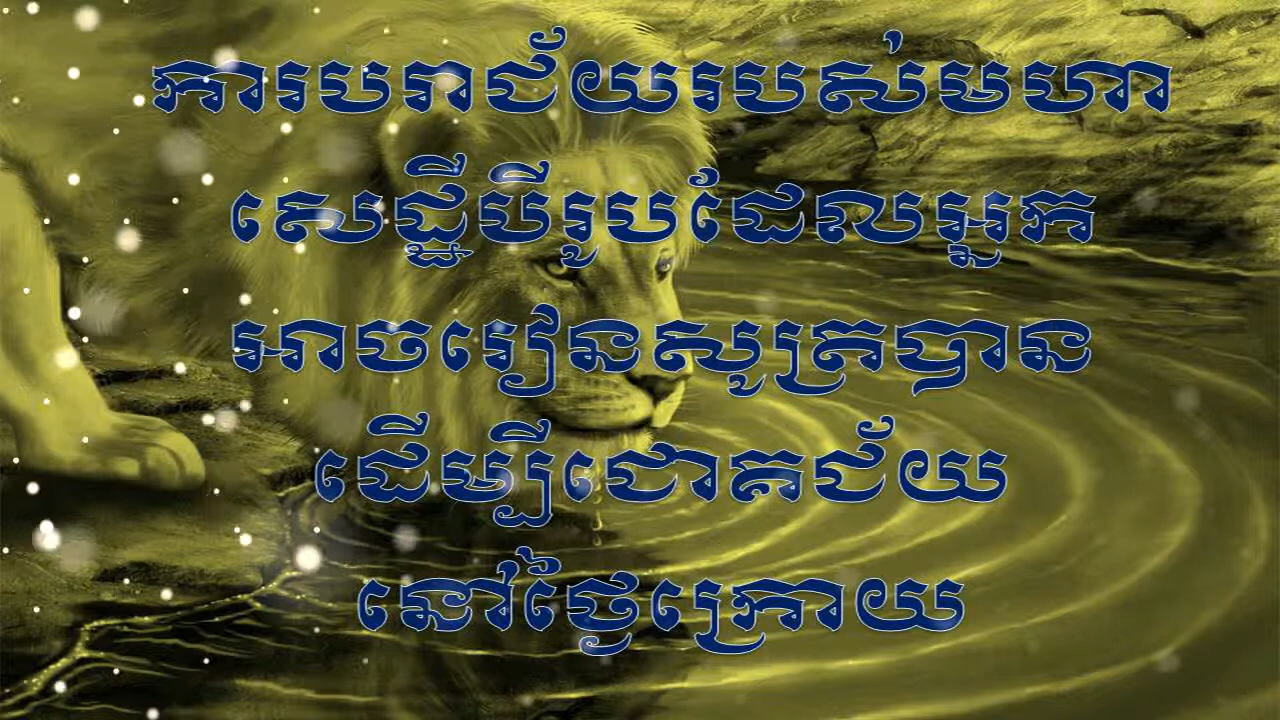 ការបរាជ័យរបស់មហា
សេដ្ឋីបីរូបដែលអ្នក
អាចរៀនសូត្របាន
ដើម្បីជោគជ័យ
នៅថ្ងៃក្រោយ